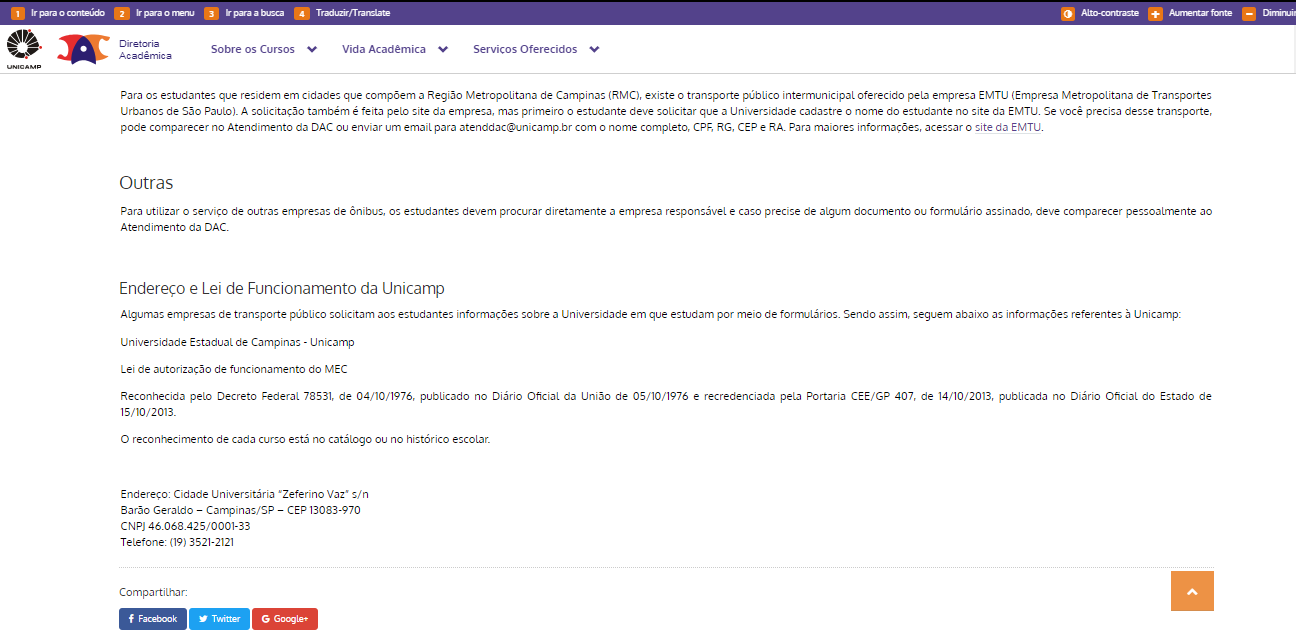 1 Ir para o conteúdo 2 Ir para o menu 3 Ir para a busca 4 Traduzir/Translate Alto-contraste Aumentar fonte Diminuir
UNICAMP
Diretoria
Acadêmica
Sobre os Cursos Vida Acadêmica Serviços Oferecidos
Para os estudantes que residem em cidades que compõem a Região Metropolitana de Campinas (RMC), existe o transporte público intermunicipal oferecido pela empresa EMTU (Empresa Metropolitana de Transportes
Urbanos de São Paulo). A solicitação também é feita pelo site da empresa, mas primeiro o estudante deve solicitar que a Universidade cadastre o nome do estudante no site da EMTU. Se você precisa desse transporte,
pode comparecer no Atendimento da DAC ou enviar um email para atenddac@unicamp.br com o nome completo, CPF, RG, CEP e RA. Para maiores informações, acessar o site da EMTU.
Outras
Para utilizar o serviço de outras empresas de ônibus, os estudantes devem procurar diretamente a empresa responsável e caso precise de algum documento ou formulário assinado, deve comparecer pessoalmente ao
Atendimento da DAC.
Endereço e Lei de Funcionamento da Unicamp
Algumas empresas de transporte público solicitam aos estudantes informações sobre a Universidade em que estudam por meio de formulários. Sendo assim, seguem abaixo as informações referentes à Unicamp:
Universidade Estadual de Campinas - Unicamp
Lei de autorização de funcionamento do MEC
Reconhecida pelo Decreto Federal 78531, de 04/10/1976, publicado no Diário Oficial da União de 05/10/1976 e recredenciada pela Portaria CEE/GP 407, de 14/10/2013, publicada no Diário Oficial do Estado de
15/10/2013.
O reconhecimento de cada curso está no catálogo ou no histórico escolar.
Endereço: Cidade Universitária "Zeferino Vaz" s/n
Barão Geraldo – Campinas/SP – CEP 13083-970
CNPJ 46.068.425/0001-33
Telefone: (19) 3521-2121
Compartilhar:
Facebook Twitter Google+